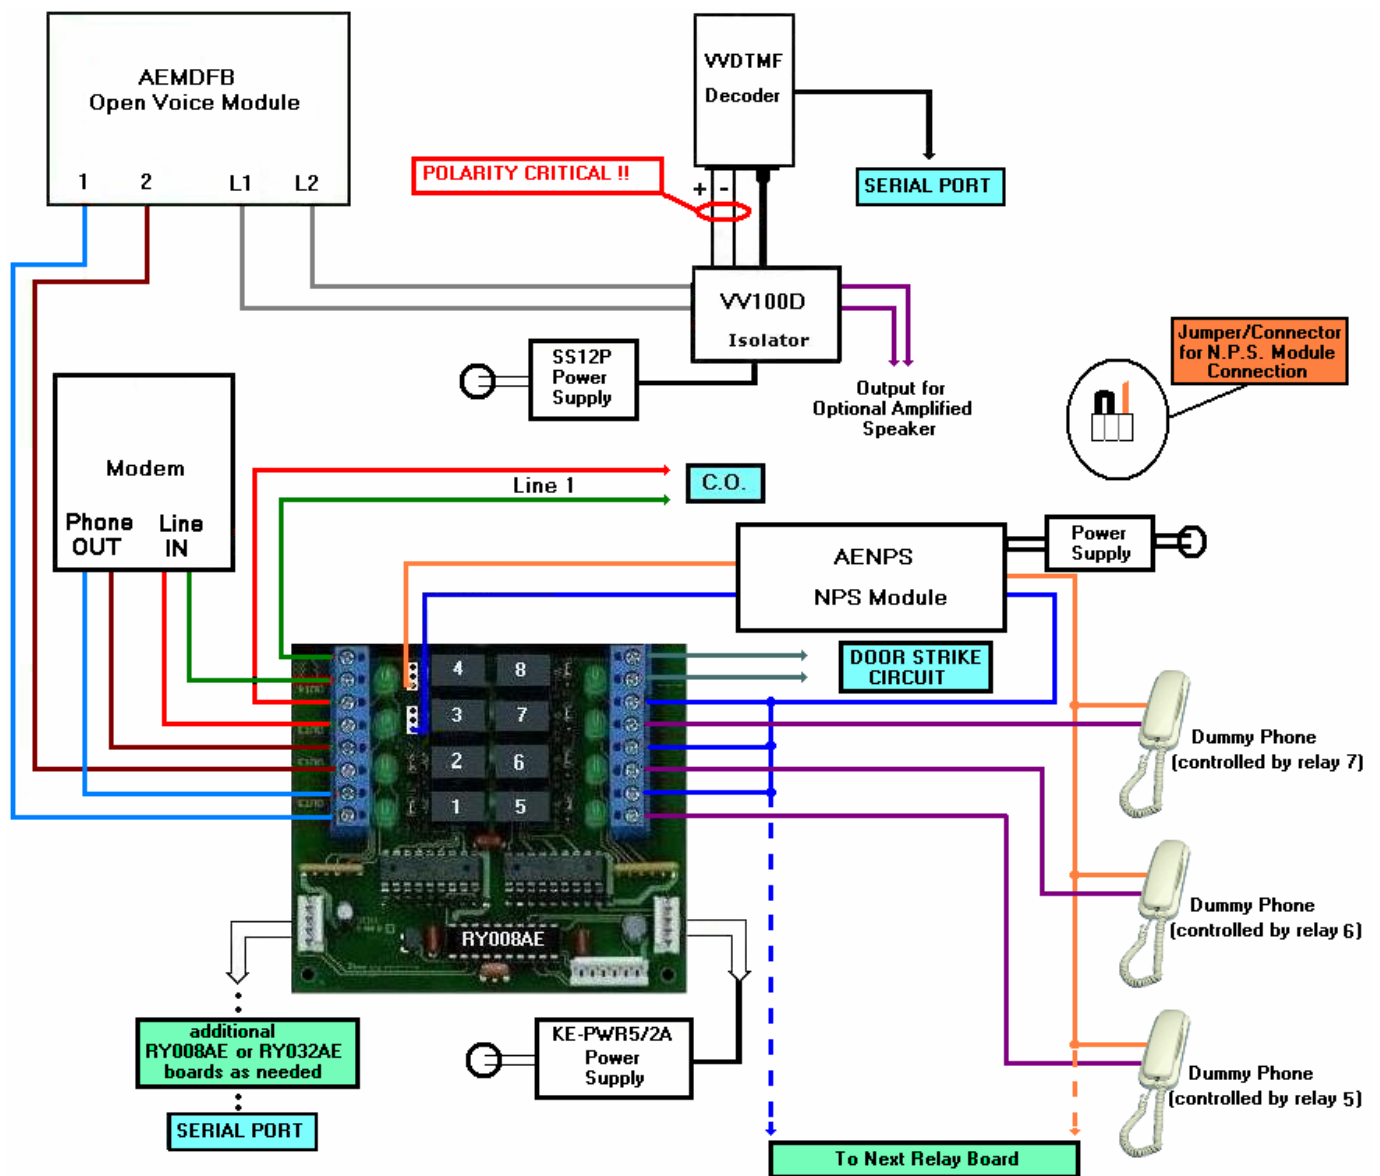 AEMDFB
Open Voice Module
1 2 L1 L2
VVDTMF
Decoder
POLARITY CRITICAL !!
+ -
SERIAL PORT
VV100D
Isolator
SS12P
Power
Supply
Output for
Optional Amplified
Speaker
Jumper/Connector
for N.P.S. Module
Connection
Modem
Phone
OUT
Line
IN
Line 1
C.O.
AENPS
NPS Module
Power
Supply
DOOR STRIKE
CIRCUIT
4 8
3 7
2 6
1 5
RY008AE
Dummy Phone
(controlled by relay 7)
Dummy Phone
(controlled by relay 6)
Dummy Phone
(controlled by relay 5)
additional
RY008AE or RY032AE
boards as needed
SERIAL PORT
KE-PWR5/2A
Power
Supply
To Next Relay Board